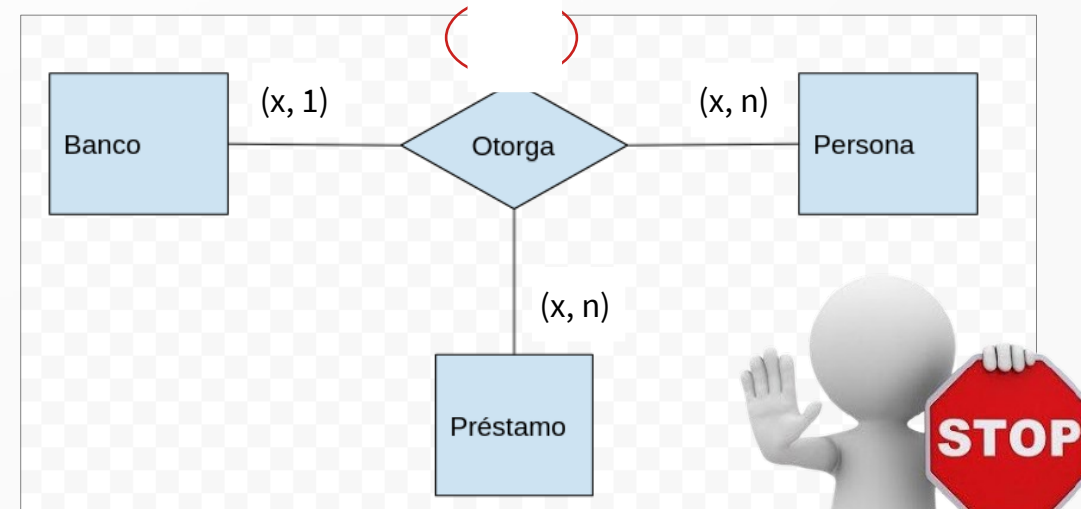 (x, 1)
(x, n)
Banco
Otorga
Persona
(x, n)
Préstamo
STOP